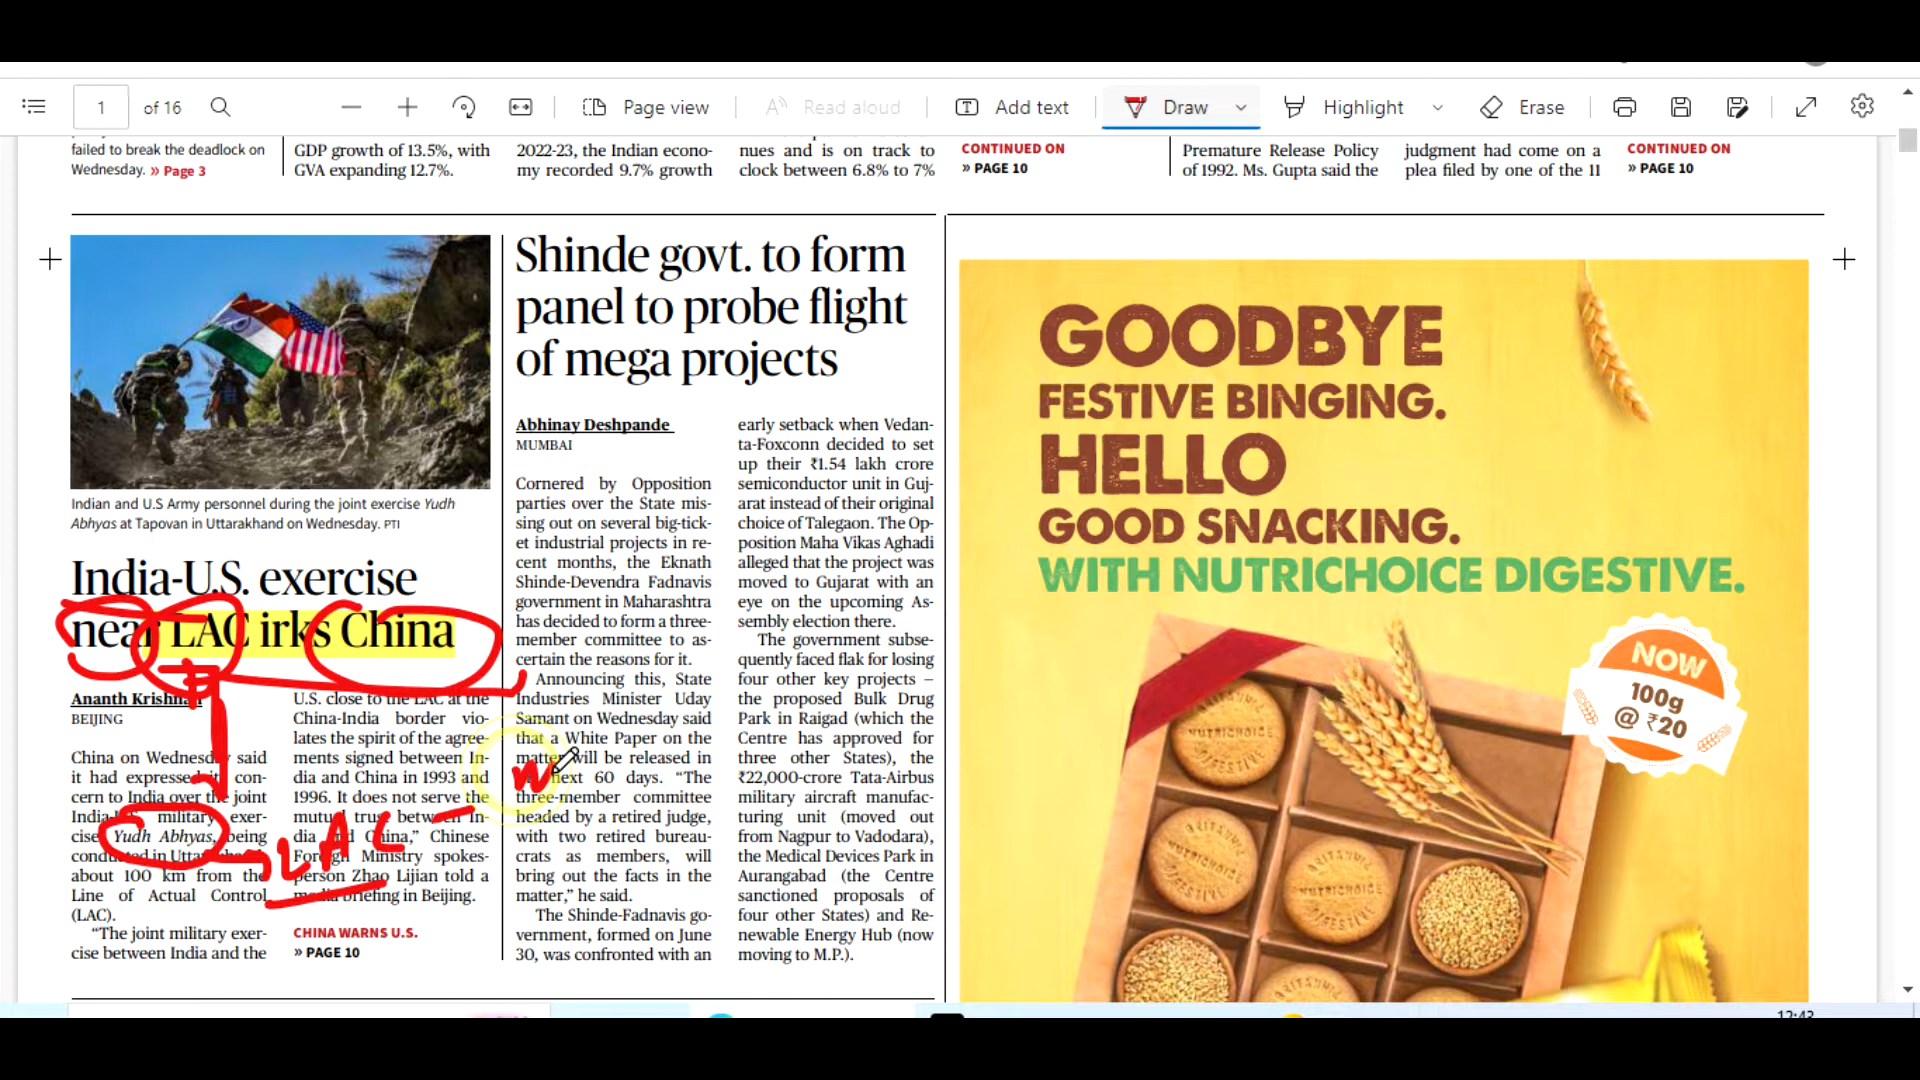 1 of 16 Page view Read aloud Add text Draw Highlight Erase
failed to break the deadlock on
Wednesday. » Page 3
GDP growth of 13.5%, with
GVA expanding 12.7%.
2022-23, the Indian econo-
my recorded 9.7% growth
nues and is on track to
clock between 6.8% to 7%
CONTINUED ON
» PAGE 10
Premature Release Policy
of 1992. Ms. Gupta said the
judgment had come on a
plea filed by one of the 11
CONTINUED ON
» PAGE 10
Indian and U.S Army personnel during the joint exercise Yudh
Abhyas at Tapovan in Uttarakhand on Wednesday. PTI
India-U.S. exercise
near LAC irks China
Ananth Krishnan
BEIJING
China on Wednesday said
it had expressed its con-
cern to India over the joint
India-U.S. military exer-
cise Yudh Abhyas, being
conducted in Uttarakhand
about 100 km from the
Line of Actual Control
(LAC).
“The joint military exer-
cise between India and the
U.S. close to the LAC at the
China-India border vio-
lates the spirit of the agree-
ments signed between In-
dia and China in 1993 and
1996. It does not serve the
mutual trust between In-
dia and China,” Chinese
Foreign Ministry spokes-
person Zhao Lijian told a
media briefing in Beijing.
LAC
CHINA WARNS U.S.
» PAGE 10
Shinde govt. to form
panel to probe flight
of mega projects
Abhinay Deshpande
MUMBAI
Cornered by Opposition
parties over the State mis-
sing out on several big-tick-
et industrial projects in re-
cent months, the Eknath
Shinde-Devendra Fadnavis
government in Maharashtra
has decided to form a three-
member committee to as-
certain the reasons for it.
Announcing this, State
Industries Minister Uday
Samant on Wednesday said
that a White Paper on the
matter will be released in
next 60 days. “The
three-member committee
headed by a retired judge,
with two retired bureau-
crats as members, will
bring out the facts in the
matter,” he said.
The Shinde-Fadnavis go-
vernment, formed on June
30, was confronted with an
early setback when Vedan-
ta-Foxconn decided to set
up their ₹1.54 lakh crore
semiconductor unit in Guj-
arat instead of their original
choice of Talegaon. The Op-
position Maha Vikas Aghadi
alleged that the project was
moved to Gujarat with an
eye on the upcoming As-
sembly election there.
The government subse-
quently faced flak for losing
four other key projects –
the proposed Bulk Drug
Park in Raigad (which the
Centre has approved for
three other States), the
₹22,000-crore Tata-Airbus
military aircraft manufac-
turing unit (moved out
from Nagpur to Vadodara),
the Medical Devices Park in
Aurangabad (the Centre
sanctioned proposals of
four other States) and Re-
newable Energy Hub (now
moving to M.P.).
GOODBYE
FESTIVE BINGING.
HELLO
GOOD SNACKING.
WITH NUTRICHOICE DIGESTIVE.
NOW
100g
@ ₹20
NUTRICHOICE
DIGESTIVE
NUTRICHOICE
DIGESTIVE
BRITANNIA
NUTRICHOICE
DIGESTIVE
BRITANNIA
12:43